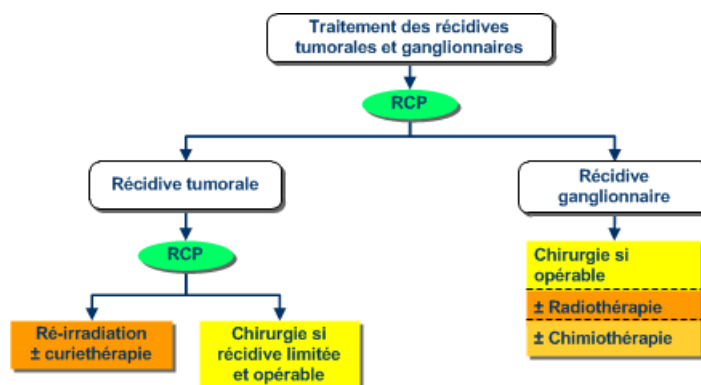 Traitement des récidives
tumorales et ganglionnaires
RCP
Récidive tumorale
Récidive
ganglionnaire
RCP
Chirurgie si
opérable
± Radiothérapie
± Chimiothérapie
Ré-irradiation
± curiethérapie
Chirurgie si
récidive limitée
et opérable